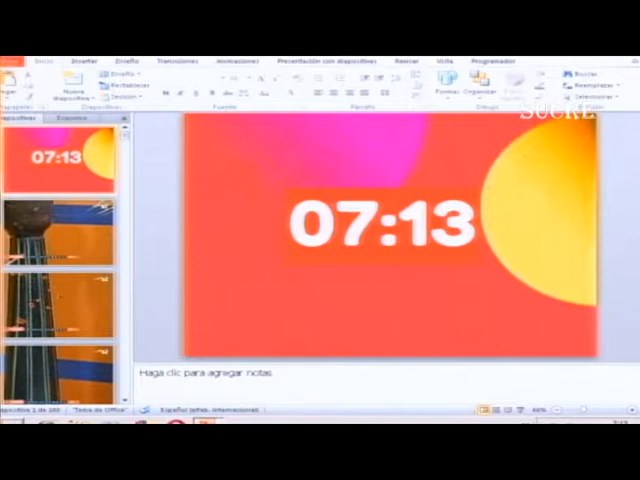 Inicio Insertar Diseño Transiciones Animaciones Presentación con diapositivas Revisar Vista Programador
Diseño
Restablecer
Sección
Nueva
diapositiva
Diapositivas
Fuente
Párrafo
Formas
Organizar
Dibujo
Buscar
Reemplazar
Seleccionar
SUCRE
Esquema
07:13
07:13
Haga clic para agregar notas
"Tema de Office"
Español (alfab. internacional)